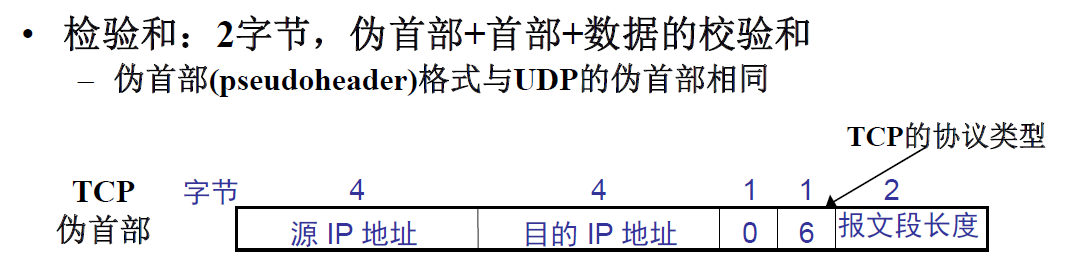 • 检验和：2字节，伪首部+首部+数据的校验和
– 伪首部(pseudoheader)格式与UDP的伪首部相同
TCP的协议类型
TCP 字节 4 4 1 1 2
伪首部 源 IP 地址 目的 IP 地址 0 6 报文段长度